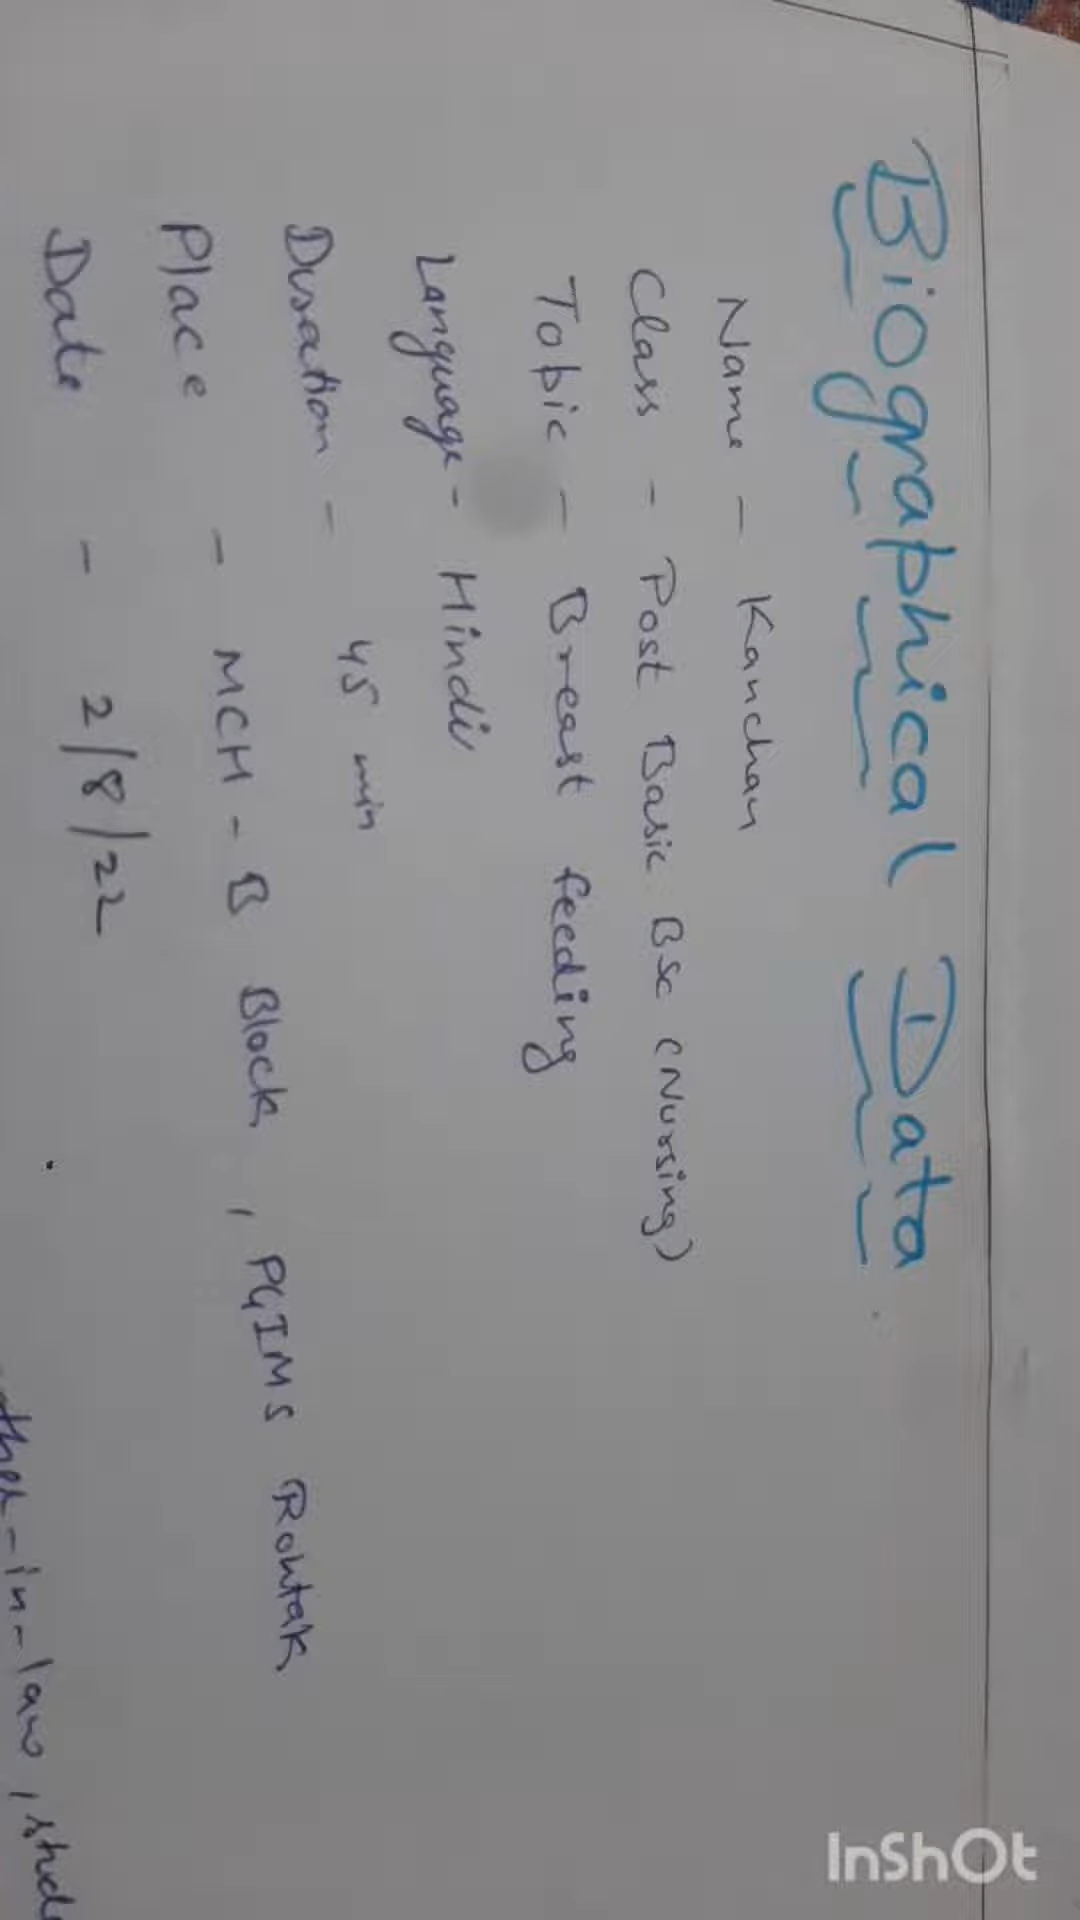 Biographical Data
Name - Kanchan
Class - Post Basic BSc (Nursing)
Topic - Breast feeding
Language - Hindi
Duration - 45 min
Place - MCH - B Block, PGIMS Rohtak
Date - 2/8/22
-in-law,
InShOt